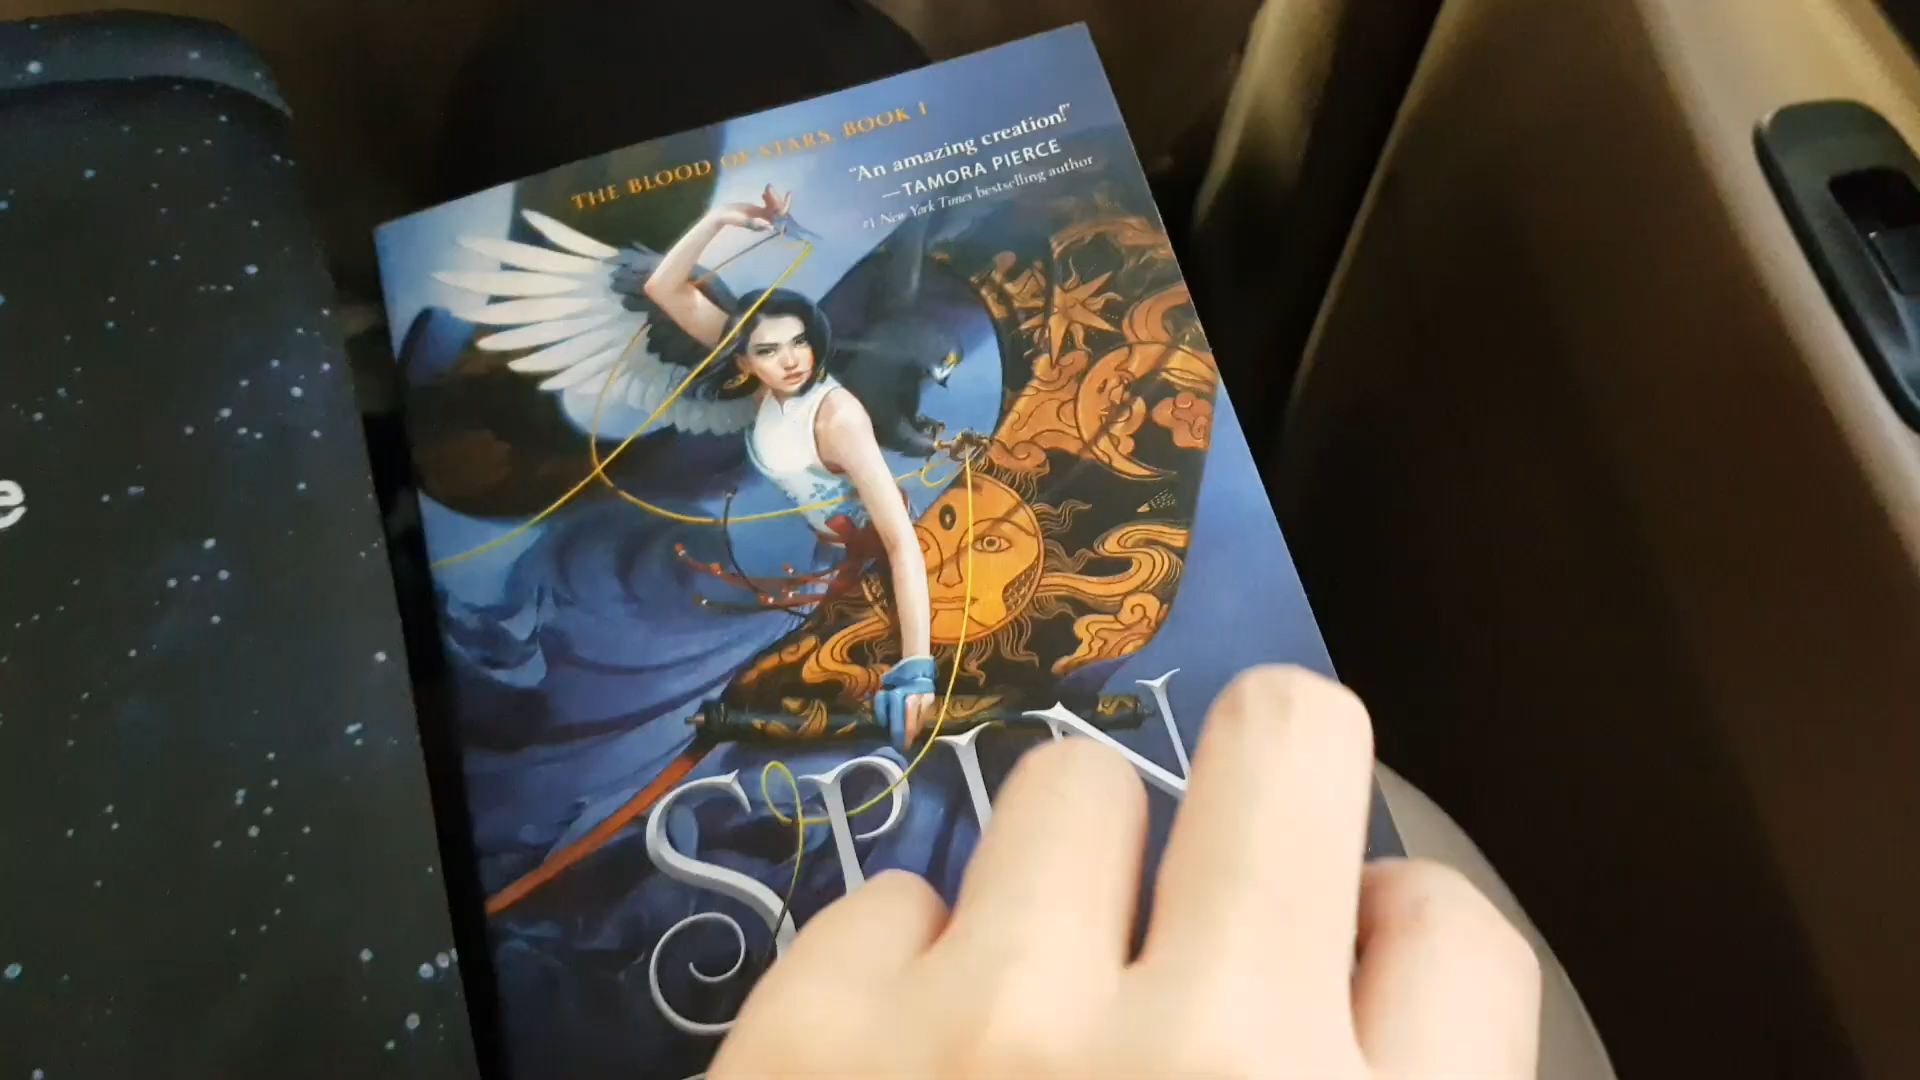 THE BLOOD OF STARS, BOOK I
"An amazing creation!"
—TAMORA PIERCE
#1 New York Times bestselling author
SPIN
e